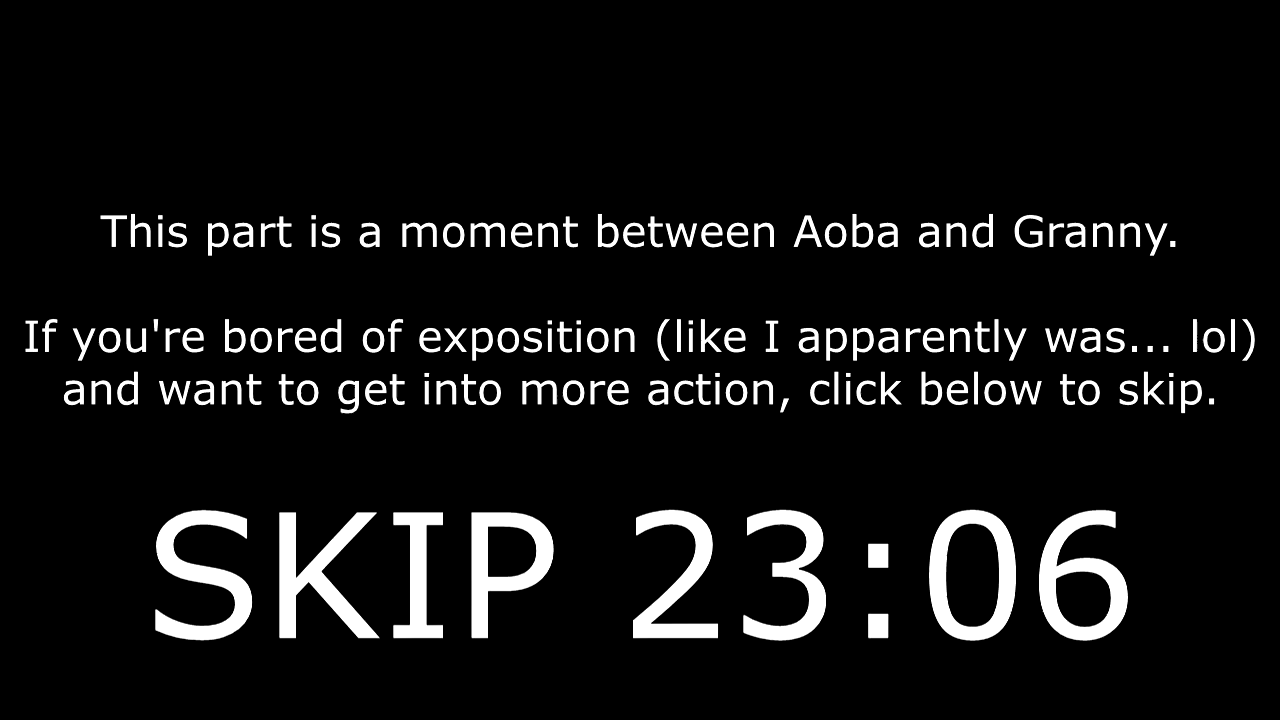 This part is a moment between Aoba and Granny.
If you're bored of exposition (like I apparently was... lol)
and want to get into more action, click below to skip.
SKIP 23:06